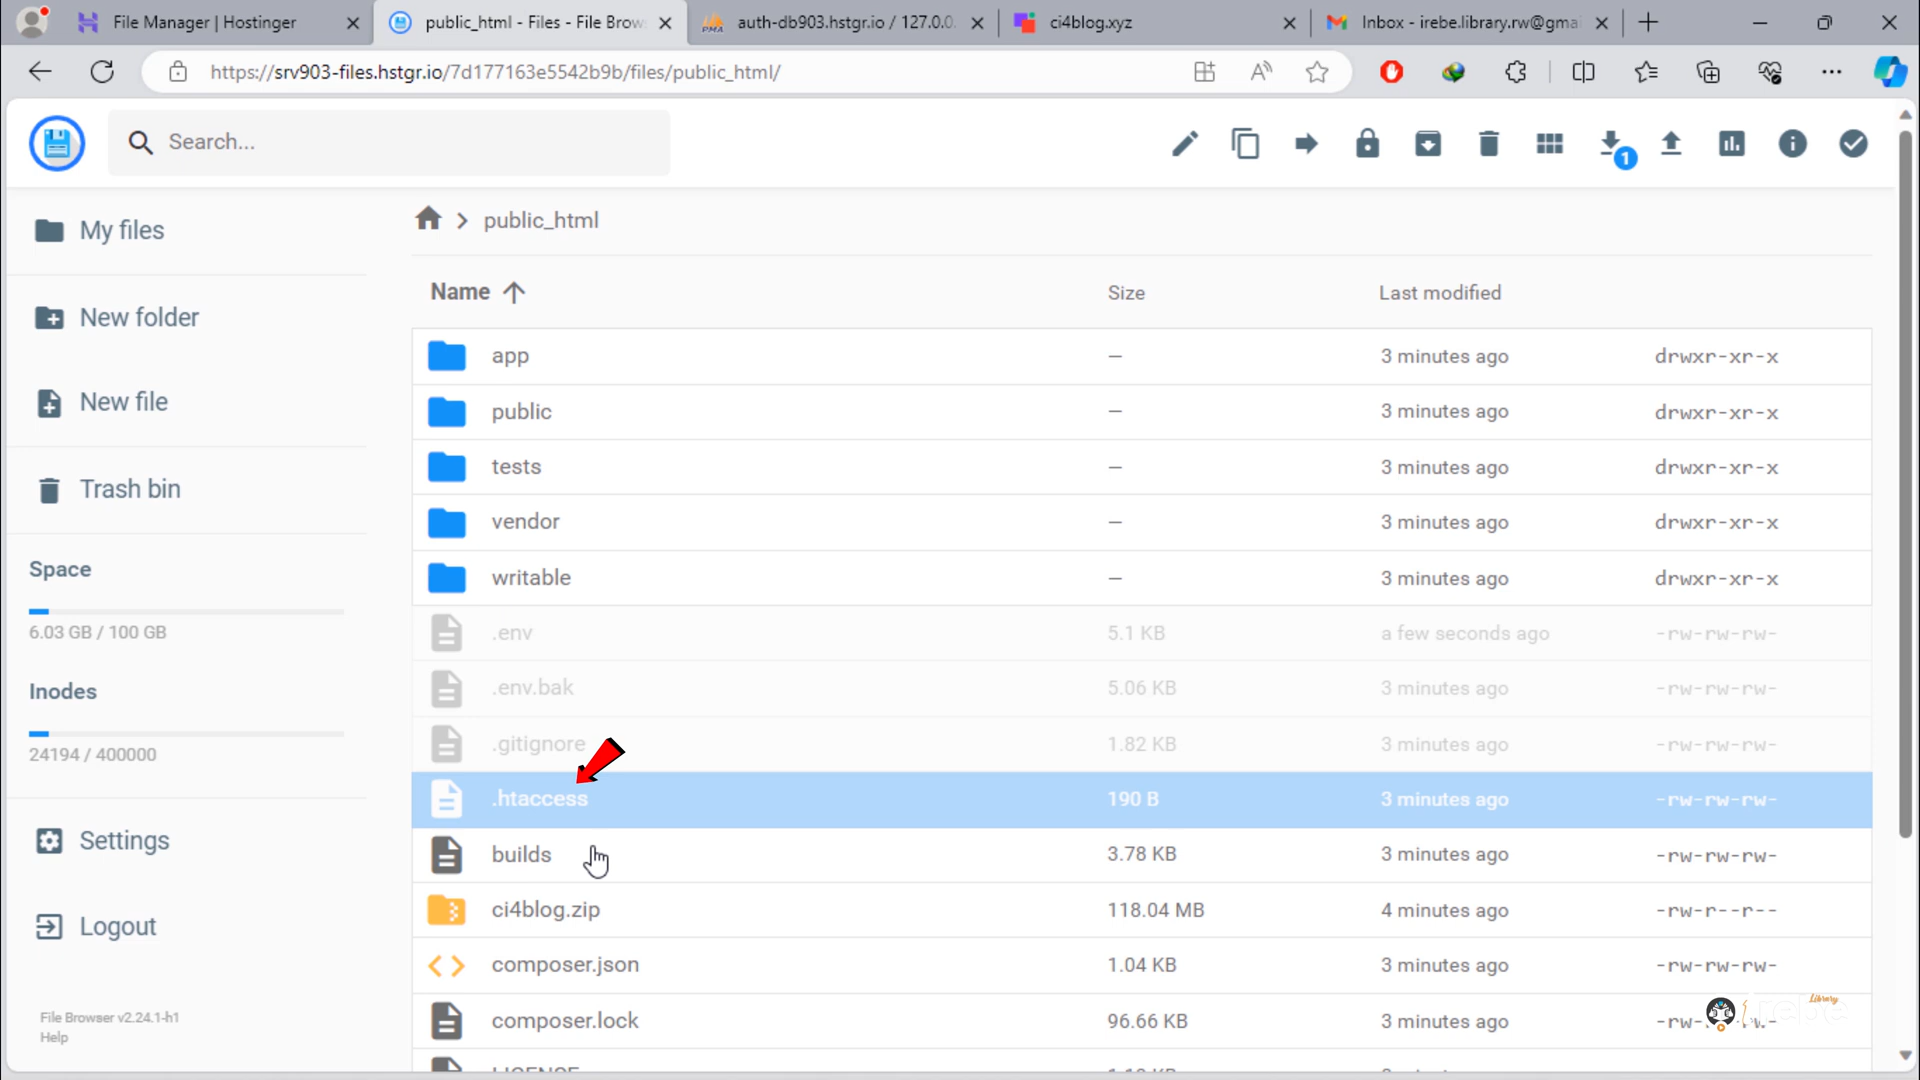 File Manager | Hostinger
public_html - Files - File Brows
PMA
auth-db903.hstgr.io / 127.0.0.
ci4blog.xyz
Inbox - irebe.library.rw@gma
https://srv903-files.hstgr.io/7d177163e5542b9b/files/public_html/
Search...
1
My files
New folder
New file
Trash bin
Space
6.03 GB / 100 GB
Inodes
24194 / 400000
Settings
Logout
File Browser v2.24.1-h1
Help
public_html
Name Size Last modified
app — 3 minutes ago drwxr-xr-x
public — 3 minutes ago drwxr-xr-x
tests — 3 minutes ago drwxr-xr-x
vendor — 3 minutes ago drwxr-xr-x
writable — 3 minutes ago drwxr-xr-x
.env 5.1 KB a few seconds ago -rw-rw-rw-
.env.bak 5.06 KB 3 minutes ago -rw-rw-rw-
.gitignore 1.82 KB 3 minutes ago -rw-rw-rw-
.htaccess 190 B 3 minutes ago -rw-rw-rw-
builds 3.78 KB 3 minutes ago -rw-rw-rw-
ci4blog.zip 118.04 MB 4 minutes ago -rw-r--r--
composer.json 1.04 KB 3 minutes ago -rw-rw-rw-
composer.lock 96.66 KB 3 minutes ago -rw-rw-rw-
Library
irebe